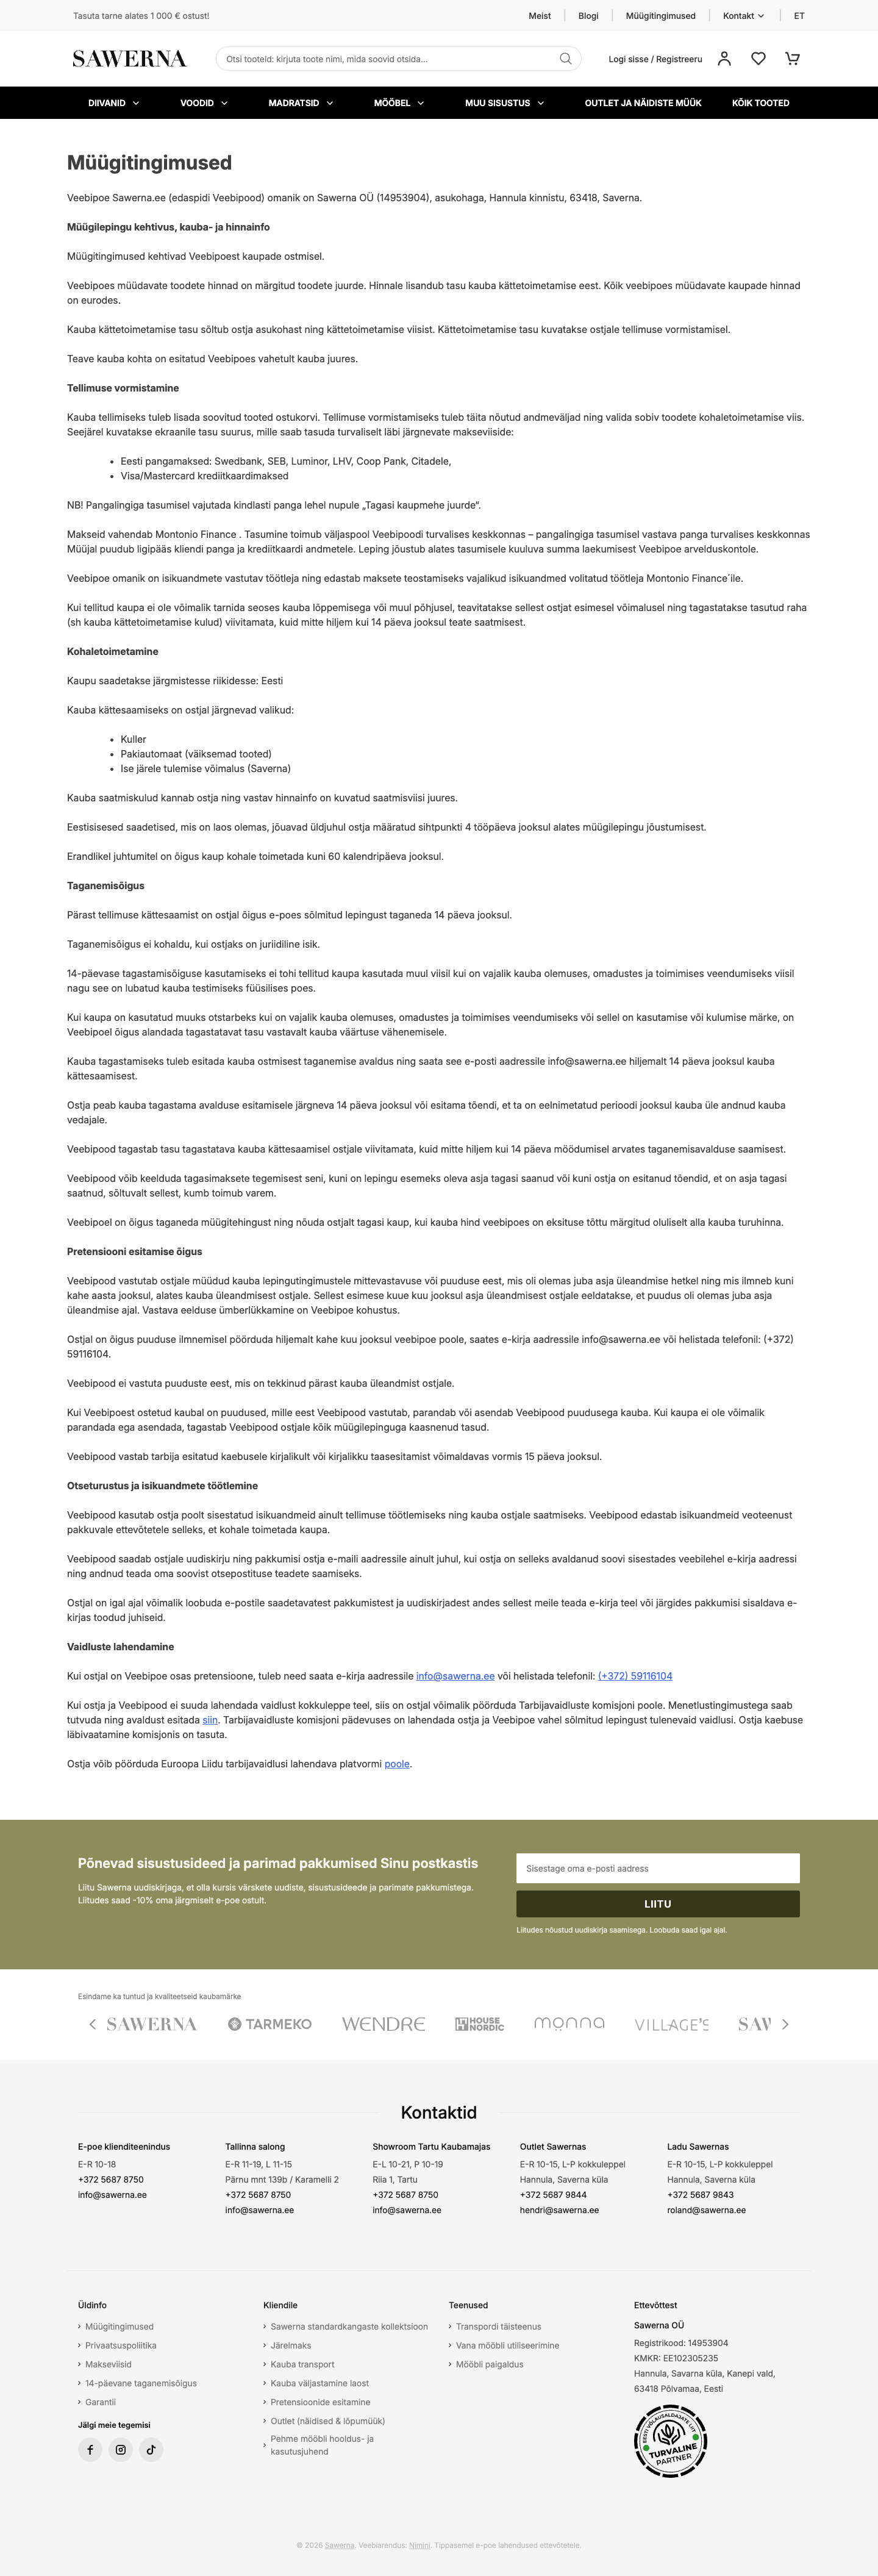 Tasuta tarne alates 1 000 € ostust!
Meist
Blogi
Müügitingimused
Kontakt
ET
SAWERNA
Otsi tooteid: kirjuta toote nimi, mida soovid otsida...
Logi sisse / Registreeru
DIIVANID
VOODID
MADRATSID
MÖÖBEL
MUU SISUSTUS
OUTLET JA NÄIDISTE MÜÜK
KÕIK TOOTED
Müügitingimused
Veebipoe Sawerna.ee (edaspidi Veebipood) omanik on Sawerna OÜ (14953904), asukohaga, Hannula kinnistu, 63418, Saverna.
Müügilepingu kehtivus, kauba- ja hinnainfo
Müügitingimused kehtivad Veebipoest kaupade ostmisel.
Veebipoes müüdavate toodete hinnad on märgitud toodete juurde. Hinnale lisandub tasu kauba kättetoimetamise eest. Kõik veebipoes müüdavate kaupade hinnad
on eurodes.
Kauba kättetoimetamise tasu sõltub ostja asukohast ning kättetoimetamise viisist. Kättetoimetamise tasu kuvatakse ostjale tellimuse vormistamisel.
Teave kauba kohta on esitatud Veebipoes vahetult kauba juures.
Tellimuse vormistamine
Kauba tellimiseks tuleb lisada soovitud tooted ostukorvi. Tellimuse vormistamiseks tuleb täita nõutud andmeväljad ning valida sobiv toodete kohaletoimetamise viis.
Seejärel kuvatakse ekraanile tasu suurus, mille saab tasuda turvaliselt läbi järgnevate makseviiside:
• Eesti pangamaksed: Swedbank, SEB, Luminor, LHV, Coop Pank, Citadele,
• Visa/Mastercard krediitkaardimaksed
NB! Pangalingiga tasumisel vajutada kindlasti panga lehel nupule „Tagasi kaupmehe juurde“.
Makseid vahendab Montonio Finance . Tasumine toimub väljaspool Veebipoodi turvalises keskkonnas – pangalingiga tasumisel vastava panga turvalises keskkonnas
Müüjal puudub ligipääs kliendi panga ja krediitkaardi andmetele. Leping jõustub alates tasumisele kuuluva summa laekumisest Veebipoe arvelduskontole.
Veebipoe omanik on isikuandmete vastutav töötleja ning edastab maksete teostamiseks vajalikud isikuandmed volitatud töötleja Montonio Finance´ile.
Kui tellitud kaupa ei ole võimalik tarnida seoses kauba lõppemisega või muul põhjusel, teavitatakse sellest ostjat esimesel võimalusel ning tagastatakse tasutud raha
(sh kauba kättetoimetamise kulud) viivitamata, kuid mitte hiljem kui 14 päeva jooksul teate saatmisest.
Kohaletoimetamine
Kaupu saadetakse järgmistesse riikidesse: Eesti
Kauba kättesaamiseks on ostjal järgnevad valikud:
• Kuller
• Pakiautomaat (väiksemad tooted)
• Ise järele tulemise võimalus (Saverna)
Kauba saatmiskulud kannab ostja ning vastav hinnainfo on kuvatud saatmisviisi juures.
Eestisisesed saadetised, mis on laos olemas, jõuavad üldjuhul ostja määratud sihtpunkti 4 tööpäeva jooksul alates müügilepingu jõustumisest.
Erandlikel juhtumitel on õigus kaup kohale toimetada kuni 60 kalendripäeva jooksul.
Taganemisõigus
Pärast tellimuse kättesaamist on ostjal õigus e-poes sõlmitud lepingust taganeda 14 päeva jooksul.
Taganemisõigus ei kohaldu, kui ostjaks on juriidiline isik.
14-päevase tagastamisõiguse kasutamiseks ei tohi tellitud kaupa kasutada muul viisil kui on vajalik kauba olemuses, omadustes ja toimimises veendumiseks viisil
nagu see on lubatud kauba testimiseks füüsilises poes.
Kui kaupa on kasutatud muuks otstarbeks kui on vajalik kauba olemuses, omadustes ja toimimises veendumiseks või sellel on kasutamise või kulumise märke, on
Veebipoel õigus alandada tagastatavat tasu vastavalt kauba väärtuse vähenemisele.
Kauba tagastamiseks tuleb esitada kauba ostmisest taganemise avaldus ning saata see e-posti aadressile info@sawerna.ee hiljemalt 14 päeva jooksul kauba
kättesaamisest.
Ostja peab kauba tagastama avalduse esitamisele järgneva 14 päeva jooksul või esitama tõendi, et ta on eelnimetatud perioodi jooksul kauba üle andnud kauba
vedajale.
Veebipood tagastab tasu tagastatava kauba kättesaamisel ostjale viivitamata, kuid mitte hiljem kui 14 päeva möödumisel arvates taganemisavalduse saamisest.
Veebipood võib keelduda tagasimaksete tegemisest seni, kuni on lepingu esemeks oleva asja tagasi saanud või kuni ostja on esitanud tõendid, et on asja tagasi
saatnud, sõltuvalt sellest, kumb toimub varem.
Veebipoel on õigus taganeda müügitehingust ning nõuda ostjalt tagasi kaup, kui kauba hind veebipoes on eksituse tõttu märgitud oluliselt alla kauba turuhinna.
Pretensiooni esitamise õigus
Veebipood vastutab ostjale müüdud kauba lepingutingimustele mittevastavuse või puuduse eest, mis oli olemas juba asja üleandmise hetkel ning mis ilmneb kuni
kahe aasta jooksul, alates kauba üleandmisest ostjale. Sellest esimese kuue kuu jooksul asja üleandmisest ostjale eeldatakse, et puudus oli olemas juba asja
üleandmise ajal. Vastava eelduse ümberlükkamine on Veebipoe kohustus.
Ostjal on õigus puuduse ilmnemisel pöörduda hiljemalt kahe kuu jooksul veebipoe poole, saates e-kirja aadressile info@sawerna.ee või helistada telefonil: (+372)
59116104.
Veebipood ei vastuta puuduste eest, mis on tekkinud pärast kauba üleandmist ostjale.
Kui Veebipoest ostetud kaubal on puudused, mille eest Veebipood vastutab, parandab või asendab Veebipood puudusega kauba. Kui kaupa ei ole võimalik
parandada ega asendada, tagastab Veebipood ostjale kõik müügilepinguga kaasnenud tasud.
Veebipood vastab tarbija esitatud kaebusele kirjalikult või kirjalikku taasesitamist võimaldavas vormis 15 päeva jooksul.
Otseturustus ja isikuandmete töötlemine
Veebipood kasutab ostja poolt sisestatud isikuandmeid ainult tellimuse töötlemiseks ning kauba ostjale saatmiseks. Veebipood edastab isikuandmeid veoteenust
pakkuvale ettevõtetele selleks, et kohale toimetada kaupa.
Veebipood saadab ostjale uudiskirju ning pakkumisi ostja e-maili aadressile ainult juhul, kui ostja on selleks avaldanud soovi sisestades veebilehel e-kirja aadressi
ning andnud teada oma soovist otsepostituse teadete saamiseks.
Ostjal on igal ajal võimalik loobuda e-postile saadetavatest pakkumistest ja uudiskirjadest andes sellest meile teada e-kirja teel või järgides pakkumisi sisaldava e-
kirjas toodud juhiseid.
Vaidluste lahendamine
Kui ostjal on Veebipoe osas pretensioone, tuleb need saata e-kirja aadressile info@sawerna.ee või helistada telefonil: (+372) 59116104
Kui ostja ja Veebipood ei suuda lahendada vaidlust kokkuleppe teel, siis on ostjal võimalik pöörduda Tarbijavaidluste komisjoni poole. Menetlustingimustega saab
tutvuda ning avaldust esitada siin. Tarbijavaidluste komisjoni pädevuses on lahendada ostja ja Veebipoe vahel sõlmitud lepingust tulenevaid vaidlusi. Ostja kaebuse
läbivaatamine komisjonis on tasuta.
Ostja võib pöörduda Euroopa Liidu tarbijavaidlusi lahendava platvormi poole.
Põnevad sisustusideed ja parimad pakkumised Sinu postkastis
Liitu Sawerna uudiskirjaga, et olla kursis värskete uudiste, sisustusideede ja parimate pakkumistega.
Liitudes saad -10% oma järgmiselt e-poe ostult.
Sisestage oma e-posti aadress
LIITU
Liitudes nõustud uudiskirja saamisega. Loobuda saad igal ajal.
Esindame ka tuntud ja kvaliteetseid kaubamärke
SAWERNA
TARMEKO
WENDRE
HOUSE NORDIC
monna
VILLAGE'S
SAW
Kontaktid
E-poe klienditeenindus
E-R 10-18
+372 5687 8750
info@sawerna.ee
Tallinna salong
E-R 11-19, L 11-15
Pärnu mnt 139b / Karamelli 2
+372 5687 8750
info@sawerna.ee
Showroom Tartu Kaubamajas
E-L 10-21, P 10-19
Riia 1, Tartu
+372 5687 8750
info@sawerna.ee
Outlet Sawernas
E-R 10-15, L-P kokkuleppel
Hannula, Saverna küla
+372 5687 9844
hendri@sawerna.ee
Ladu Sawernas
E-R 10-15, L-P kokkuleppel
Hannula, Saverna küla
+372 5687 9843
roland@sawerna.ee
Üldinfo
Müügitingimused
Privaatsuspoliitika
Makseviisid
14-päevane taganemisõigus
Garantii
Jälgi meie tegemisi
Kliendile
Sawerna standardkangaste kollektsioon
Järelmaks
Kauba transport
Kauba väljastamine laost
Pretensioonide esitamine
Outlet (näidised & lõpumüük)
Pehme mööbli hooldus- ja
kasutusjuhend
Teenused
Transpordi täisteenus
Vana mööbli utiliseerimine
Mööbli paigaldus
Ettevõttest
Sawerna OÜ
Registrikood: 14953904
KMKR: EE102305235
Hannula, Savarna küla, Kanepi vald,
63418 Põlvamaa, Eesti
EESTI VÕLAUSALDAJATE LIIT
TURVALINE
PARTNER
© 2026 Sawerna. Veebiarendus: Nimini. Tippasemel e-poe lahendused ettevõtetele.